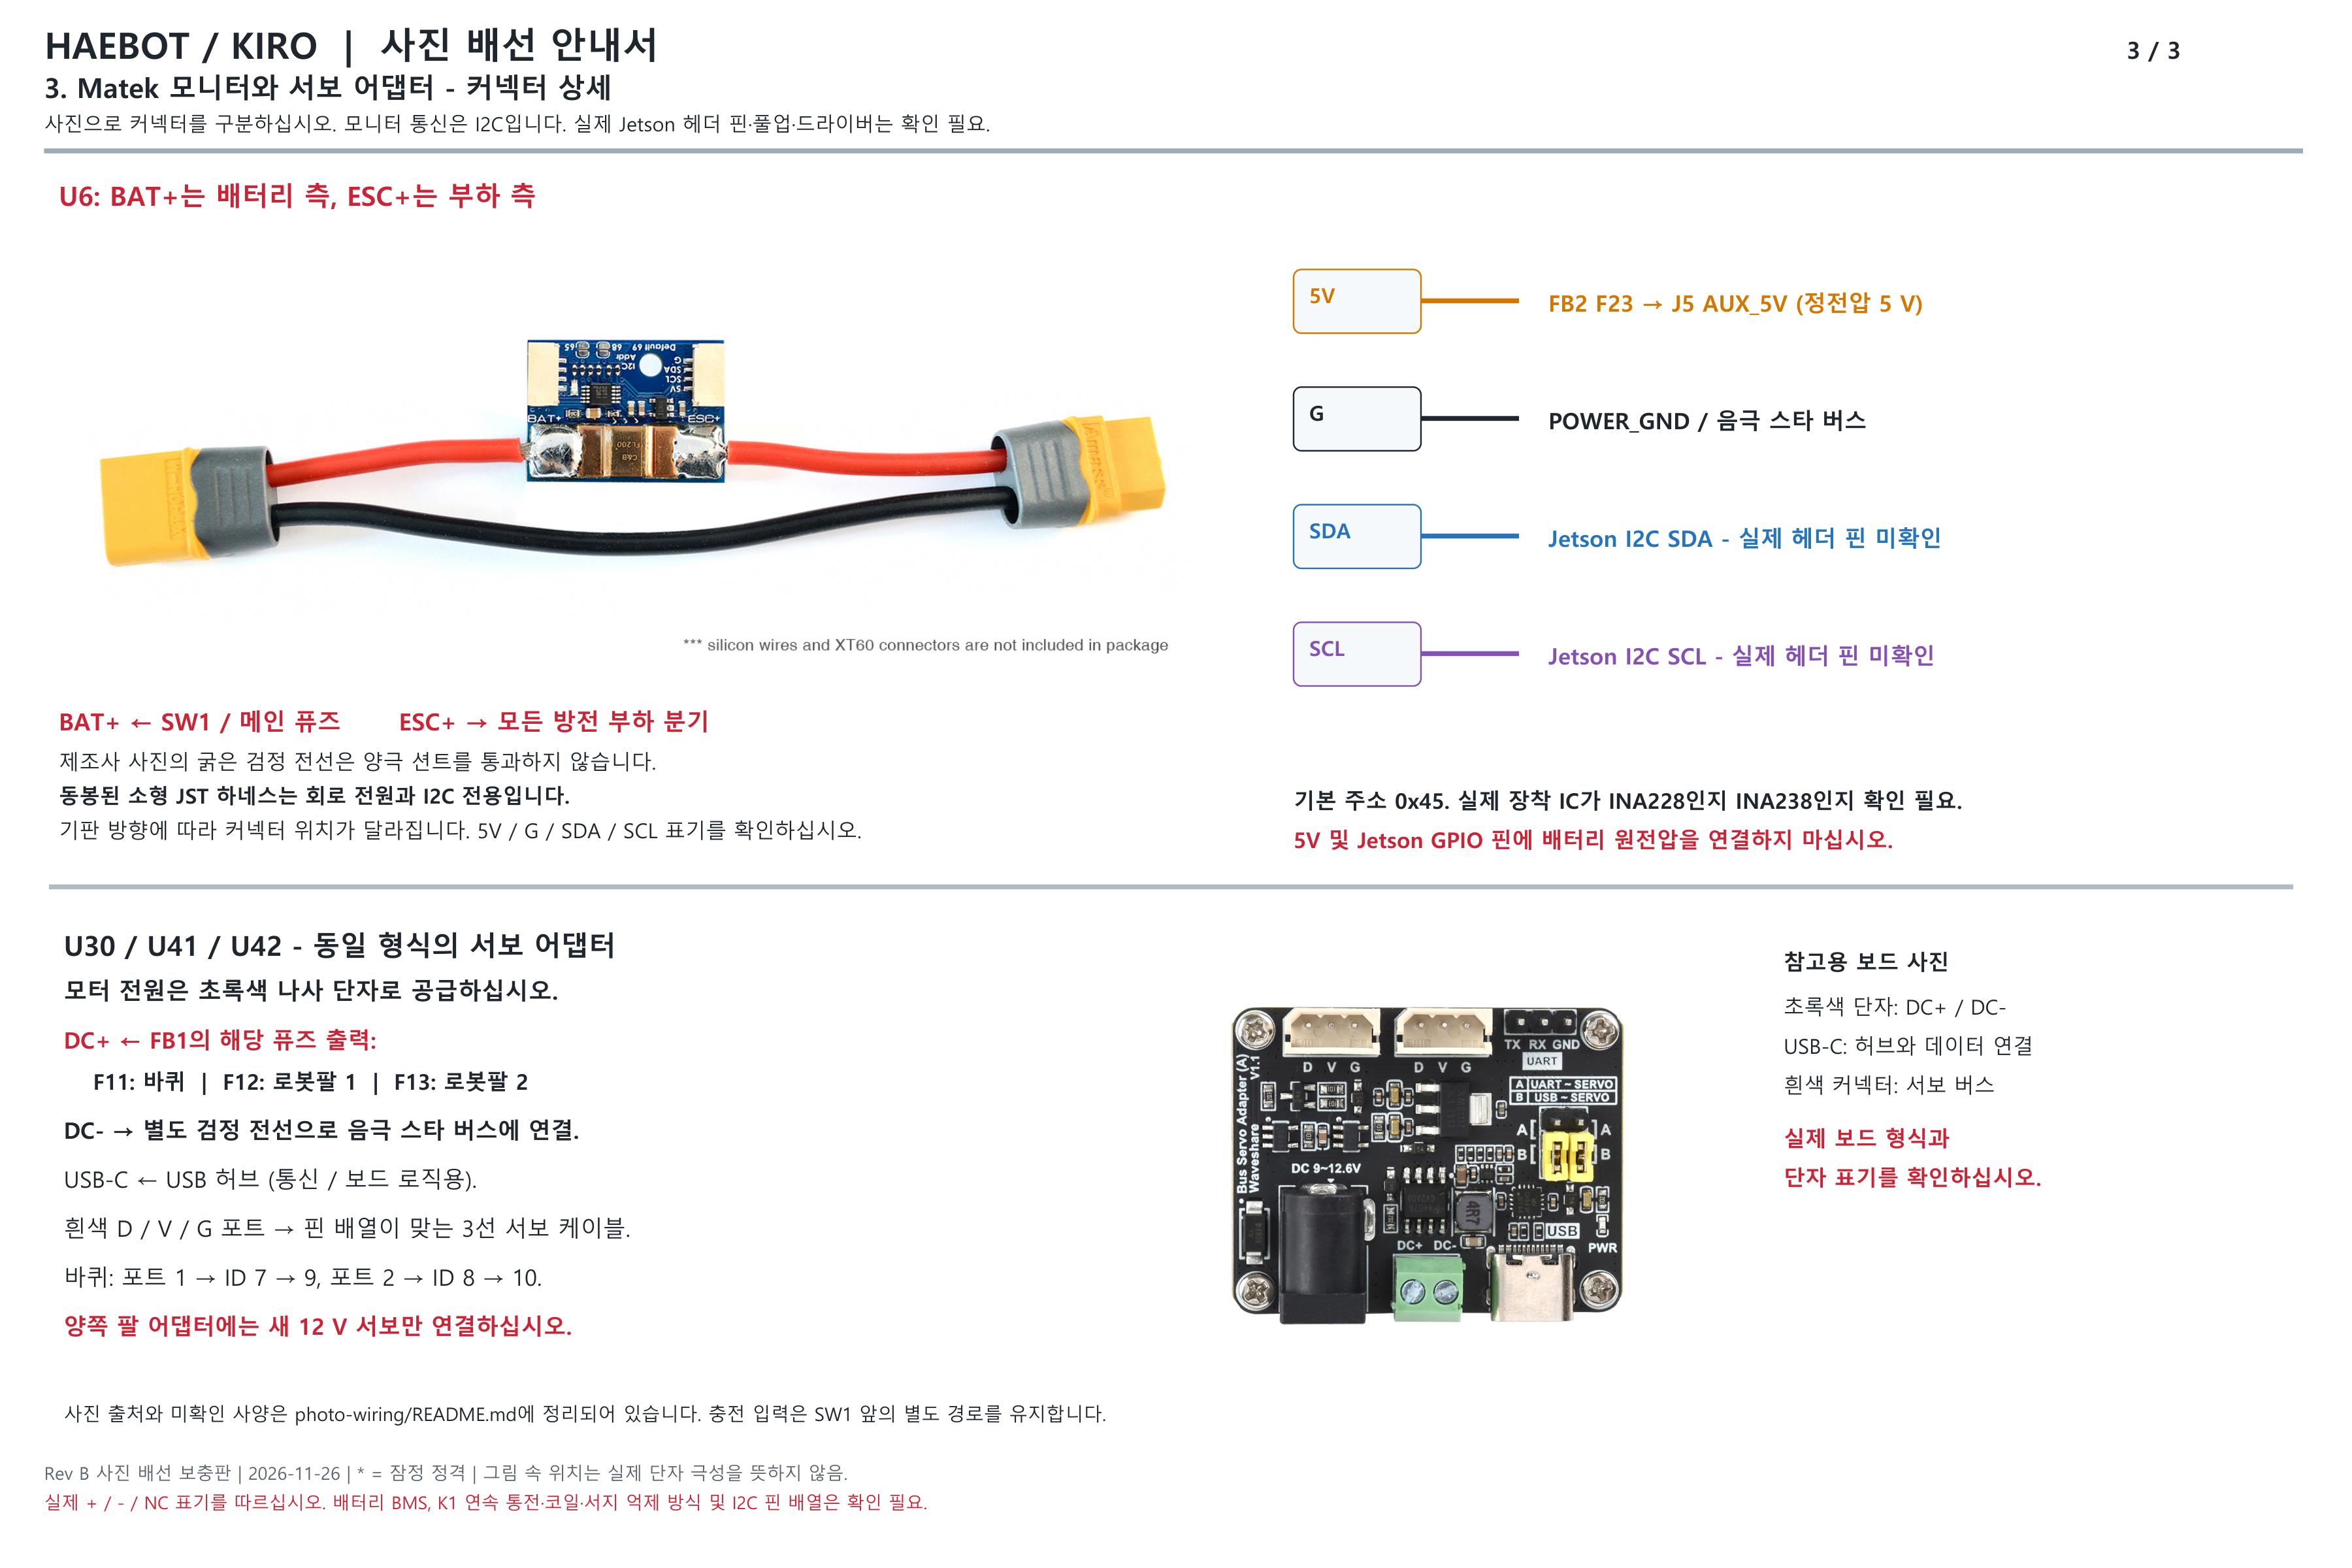 HAEBOT / KIRO | 사진 배선 안내서
3 / 3
3. Matek 모니터와 서보 어댑터 - 커넥터 상세
사진으로 커넥터를 구분하십시오. 모니터 통신은 I2C입니다. 실제 Jetson 헤더 핀·풀업·드라이버는 확인 필요.
U6: BAT+는 배터리 측, ESC+는 부하 측
65 68 Default 69
I2C Addr
G
SDA
SCL
5V
BAT+ ESC+
Amass
*** silicon wires and XT60 connectors are not included in package
5V
FB2 F23 → J5 AUX_5V (정전압 5 V)
G
POWER_GND / 음극 스타 버스
SDA
Jetson I2C SDA - 실제 헤더 핀 미확인
SCL
Jetson I2C SCL - 실제 헤더 핀 미확인
BAT+ ← SW1 / 메인 퓨즈 ESC+ → 모든 방전 부하 분기
제조사 사진의 굵은 검정 전선은 양극 션트를 통과하지 않습니다.
동봉된 소형 JST 하네스는 회로 전원과 I2C 전용입니다.
기판 방향에 따라 커넥터 위치가 달라집니다. 5V / G / SDA / SCL 표기를 확인하십시오.
기본 주소 0x45. 실제 장착 IC가 INA228인지 INA238인지 확인 필요.
5V 및 Jetson GPIO 핀에 배터리 원전압을 연결하지 마십시오.
U30 / U41 / U42 - 동일 형식의 서보 어댑터
모터 전원은 초록색 나사 단자로 공급하십시오.
DC+ ← FB1의 해당 퓨즈 출력:
F11: 바퀴 | F12: 로봇팔 1 | F13: 로봇팔 2
DC- → 별도 검정 전선으로 음극 스타 버스에 연결.
USB-C ← USB 허브 (통신 / 보드 로직용).
흰색 D / V / G 포트 → 핀 배열이 맞는 3선 서보 케이블.
바퀴: 포트 1 → ID 7 → 9, 포트 2 → ID 8 → 10.
양쪽 팔 어댑터에는 새 12 V 서보만 연결하십시오.
D V G D V G
TX RX GND
UART
A UART ~ SERVO
B USB ~ SERVO
A A
B B
Bus Servo Adapter (A)
Waveshare V1.1
DC 9~12.6V
4R7
DC+ DC-
USB
PWR
참고용 보드 사진
초록색 단자: DC+ / DC-
USB-C: 허브와 데이터 연결
흰색 커넥터: 서보 버스
실제 보드 형식과
단자 표기를 확인하십시오.
사진 출처와 미확인 사양은 photo-wiring/README.md에 정리되어 있습니다. 충전 입력은 SW1 앞의 별도 경로를 유지합니다.
Rev B 사진 배선 보충판 | 2026-11-26 | * = 잠정 정격 | 그림 속 위치는 실제 단자 극성을 뜻하지 않음.
실제 + / - / NC 표기를 따르십시오. 배터리 BMS, K1 연속 통전·코일·서지 억제 방식 및 I2C 핀 배열은 확인 필요.